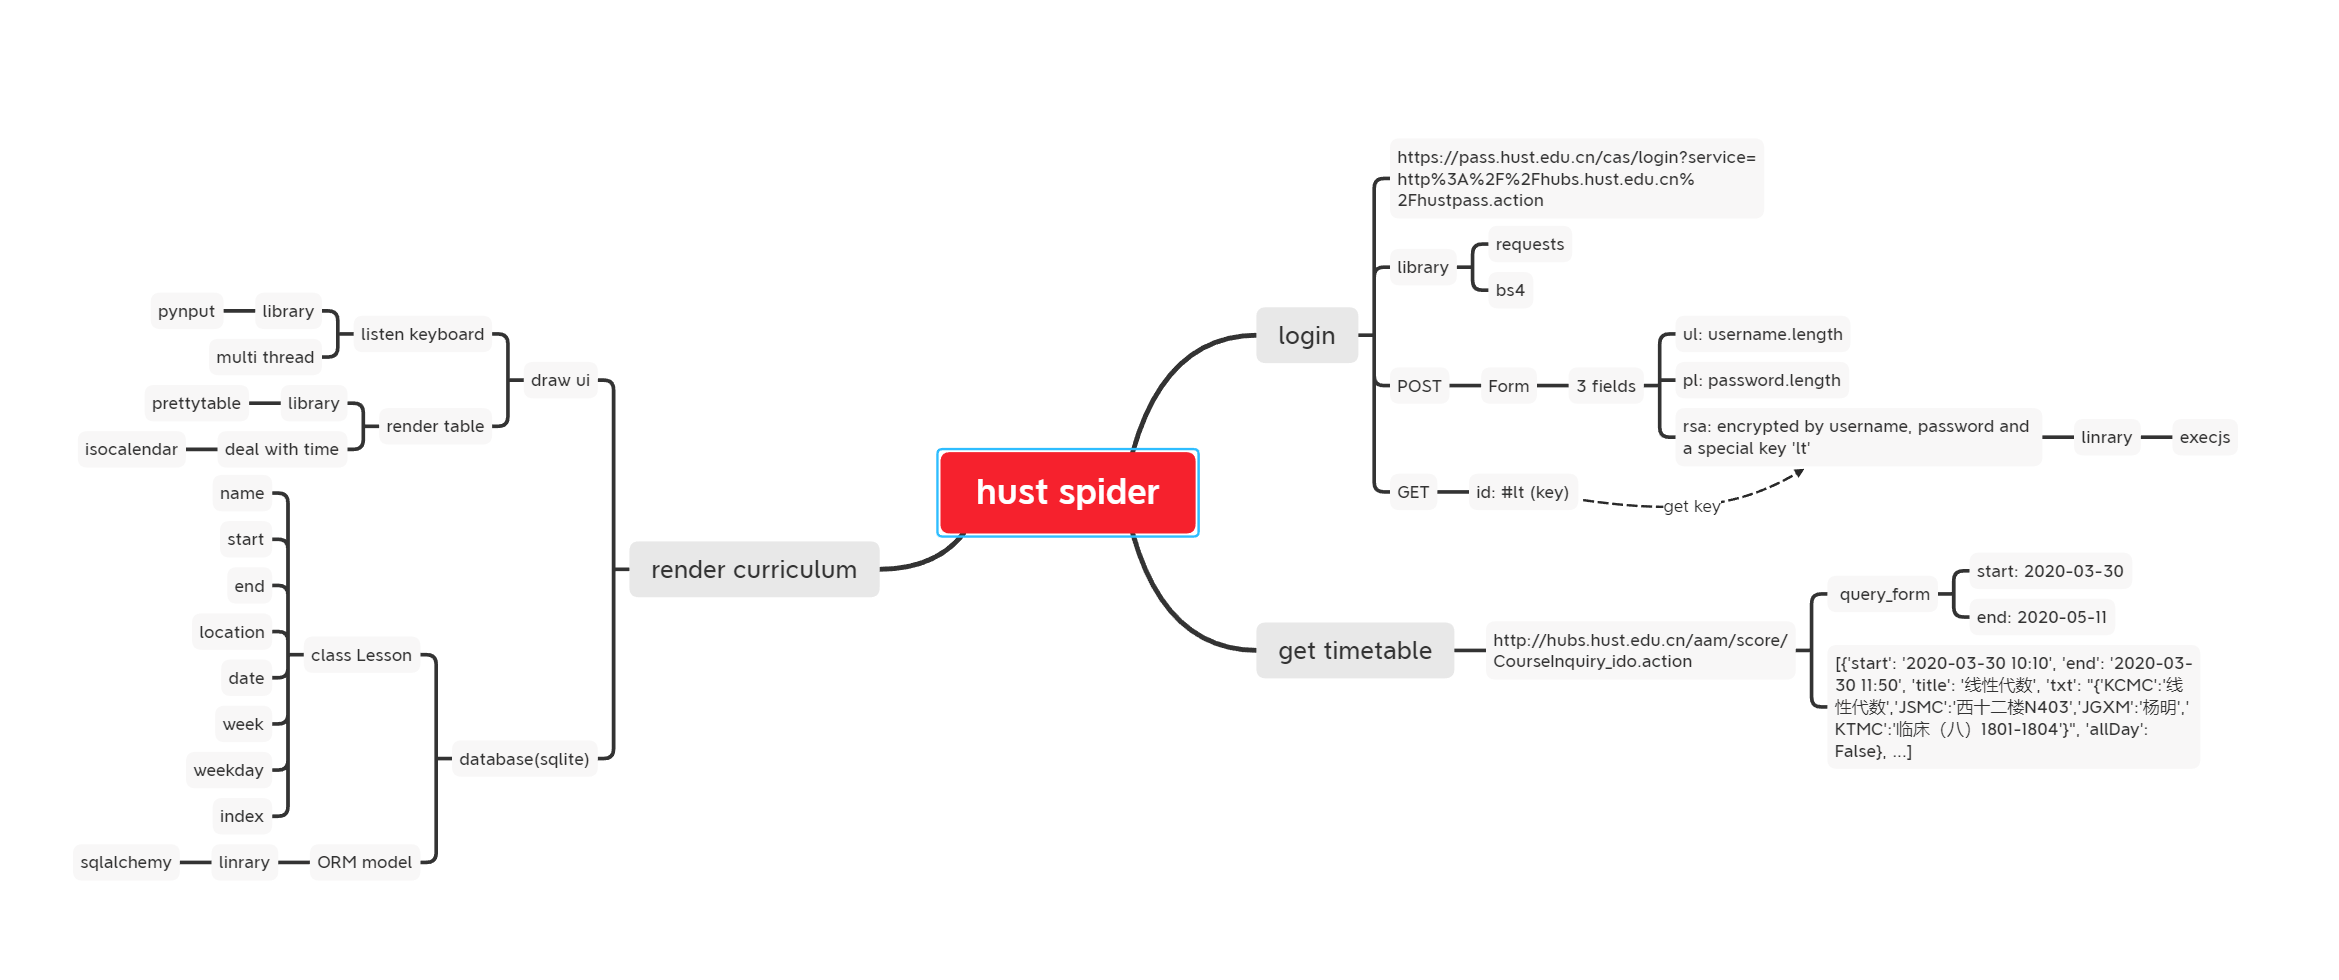 hust spider
login
https://pass.hust.edu.cn/cas/login?service=
http%3A%2F%2Fhubs.hust.edu.cn%
2Fhustpass.action
library
requests
bs4
POST
Form
3 fields
ul: username.length
pl: password.length
rsa: encrypted by username, password and
a special key 'lt'
linrary
execjs
GET
id: #lt (key)
get key
get timetable
http://hubs.hust.edu.cn/aam/score/
CourseInquiry_ido.action
query_form
start: 2020-03-30
end: 2020-05-11
[{'start': '2020-03-30 10:10', 'end': '2020-03-
30 11:50', 'title': '线性代数', 'txt': "{'KCMC':'线
性代数','JSMC':'西十二楼N403','JGXM':'杨明','
KTMC':'临床（八）1801-1804'}", 'allDay':
False}, ...]
render curriculum
draw ui
listen keyboard
library
pynput
multi thread
render table
library
prettytable
deal with time
isocalendar
database(sqlite)
class Lesson
name
start
end
location
date
week
weekday
index
ORM model
linrary
sqlalchemy